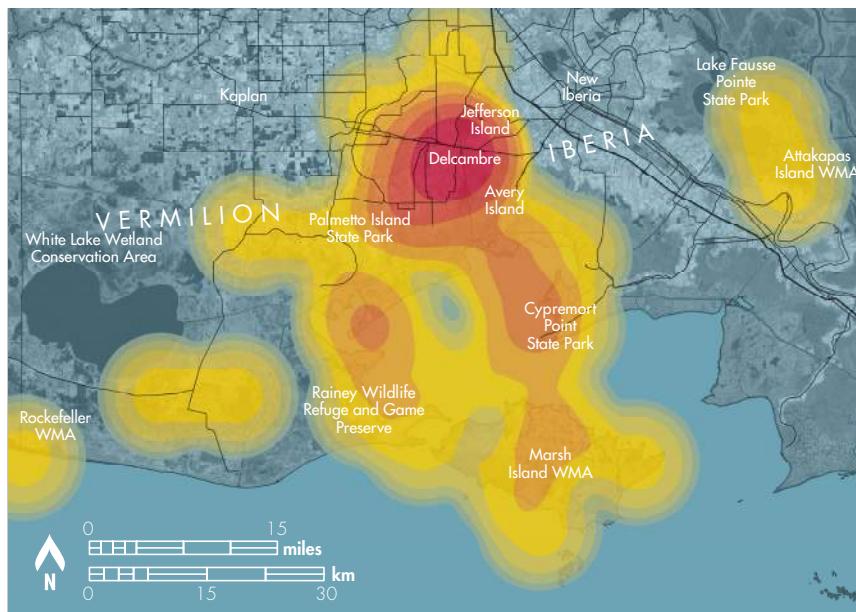 Lake Fausse
Pointe
State Park
New
Iberia
Kaplan
Jefferson
Island
IBERIA
Delcambre
Attakapas
Island WMA
Avery
Island
VERMILION
Palmetto Island
State Park
White Lake Wetland
Conservation Area
Cypremort
Point
State Park
Rainey Wildlife
Refuge and Game
Preserve
Rockefeller
WMA
Marsh
Island WMA
0 15
miles
km
0 15 30
N